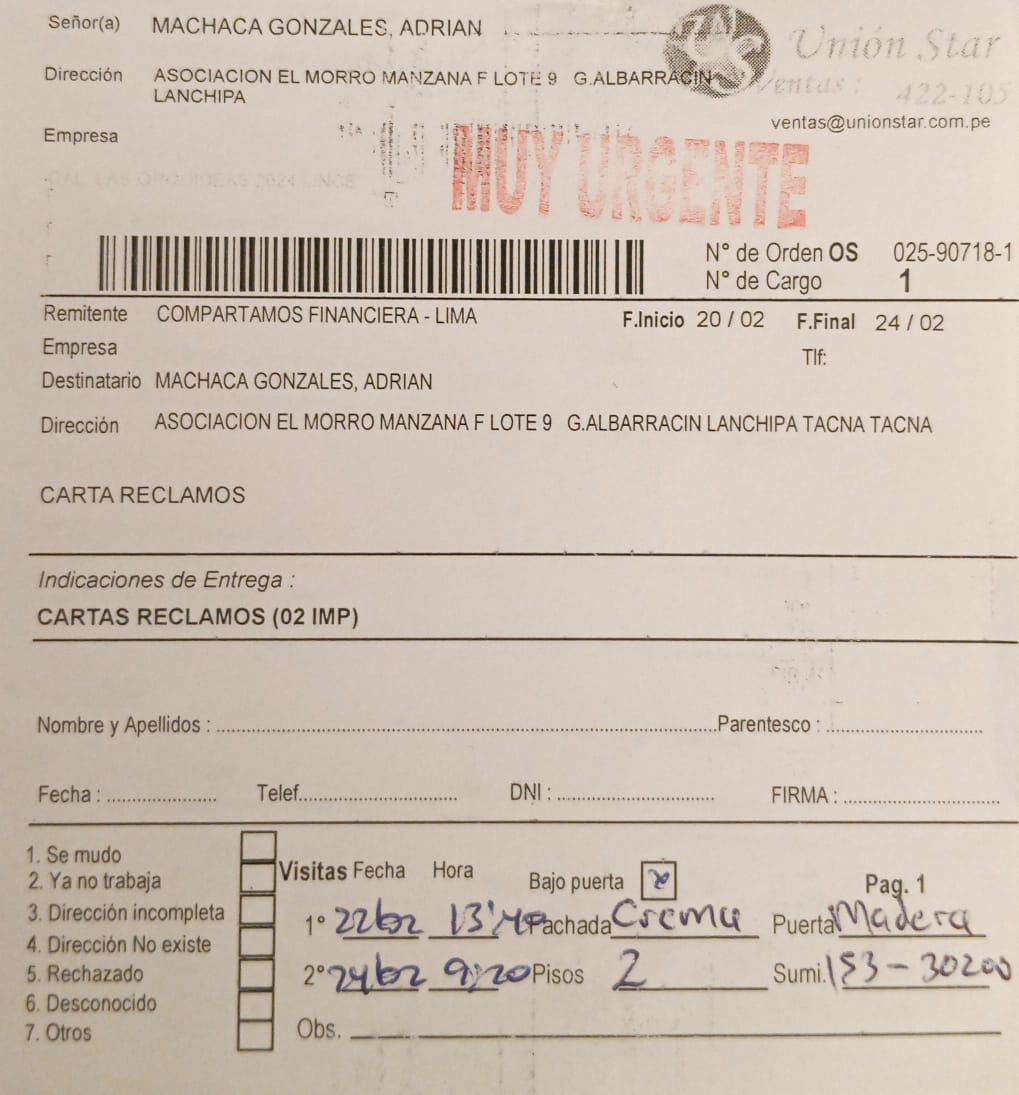 Señor(a) MACHACA GONZALES, ADRIAN
Unión Star
Dirección ASOCIACION EL MORRO MANZANA F LOTE 9 G.ALBARRACIN
LANCHIPA
Ventas : 422-105
ventas@unionstar.com.pe
Empresa
MUY URGENTE
N° de Orden OS 025-90718-1
N° de Cargo 1
Remitente COMPARTAMOS FINANCIERA - LIMA
F.Inicio 20 / 02 F.Final 24 / 02
Empresa
Tlf:
Destinatario MACHACA GONZALES, ADRIAN
Dirección ASOCIACION EL MORRO MANZANA F LOTE 9 G.ALBARRACIN LANCHIPA TACNA TACNA
CARTA RECLAMOS
Indicaciones de Entrega :
CARTAS RECLAMOS (02 IMP)
Nombre y Apellidos : Parentesco :
Fecha : Telef. DNI : FIRMA :
1. Se mudo
2. Ya no trabaja
3. Dirección incompleta
4. Dirección No existe
5. Rechazado
6. Desconocido
7. Otros
Visitas Fecha Hora Bajo puerta x Pag. 1
1° 22/02 13:40 Fachada Crema Puerta Madera
2° 24/02 9:20 Pisos 2 Sumi. 153-30200
Obs.